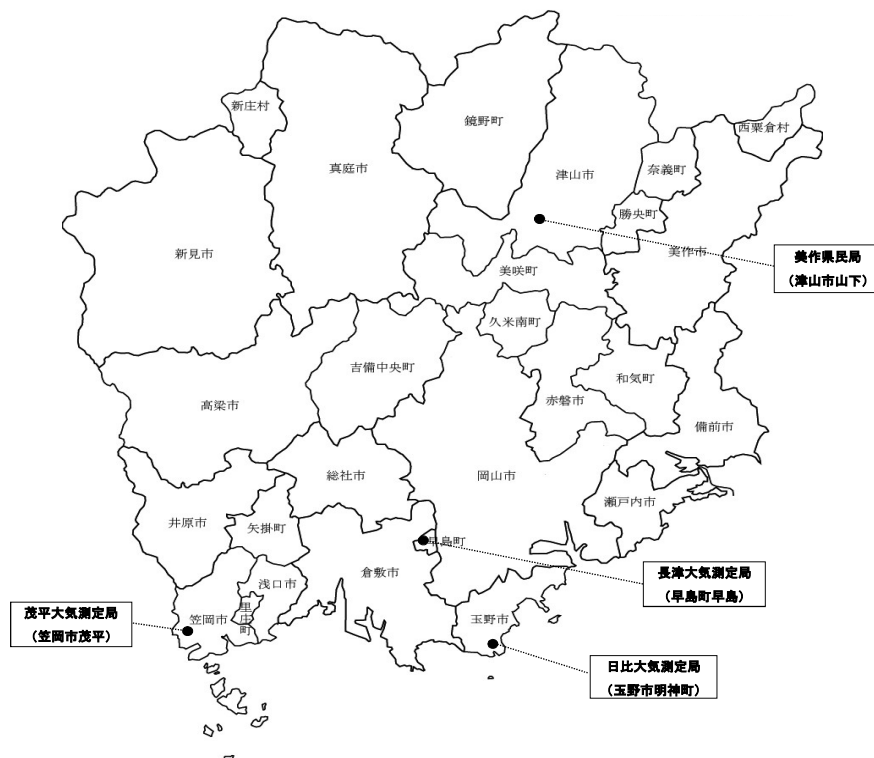 新庄村
鏡野町
西粟倉村
真庭市
津山市
奈義町
勝央町
新見市
美作市
美咲町
美作県民局
（津山市山下）
久米南町
吉備中央町
和気町
高梁市
赤磐市
備前市
総社市
岡山市
瀬戸内市
井原市
矢掛町
早島町
倉敷市
浅口市
長津大気測定局
（早島町早島）
里庄町
笠岡市
玉野市
茂平大気測定局
（笠岡市茂平）
日比大気測定局
（玉野市明神町）